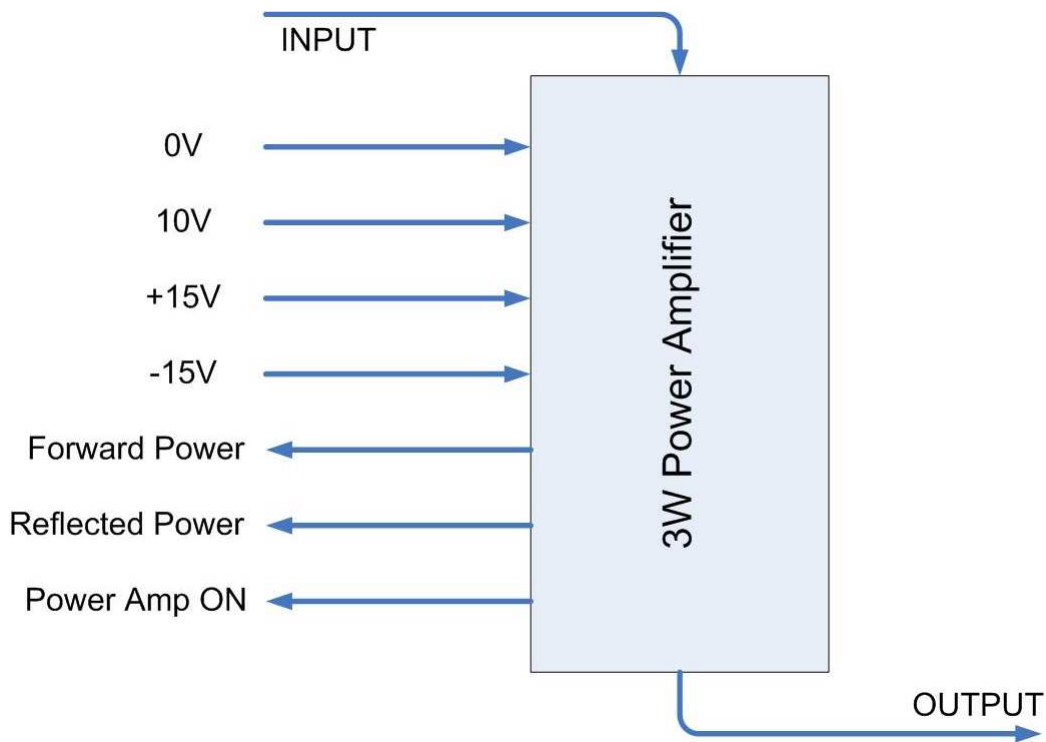 INPUT
0V
10V
+15V
-15V
Forward Power
Reflected Power
Power Amp ON
3W Power Amplifier
OUTPUT